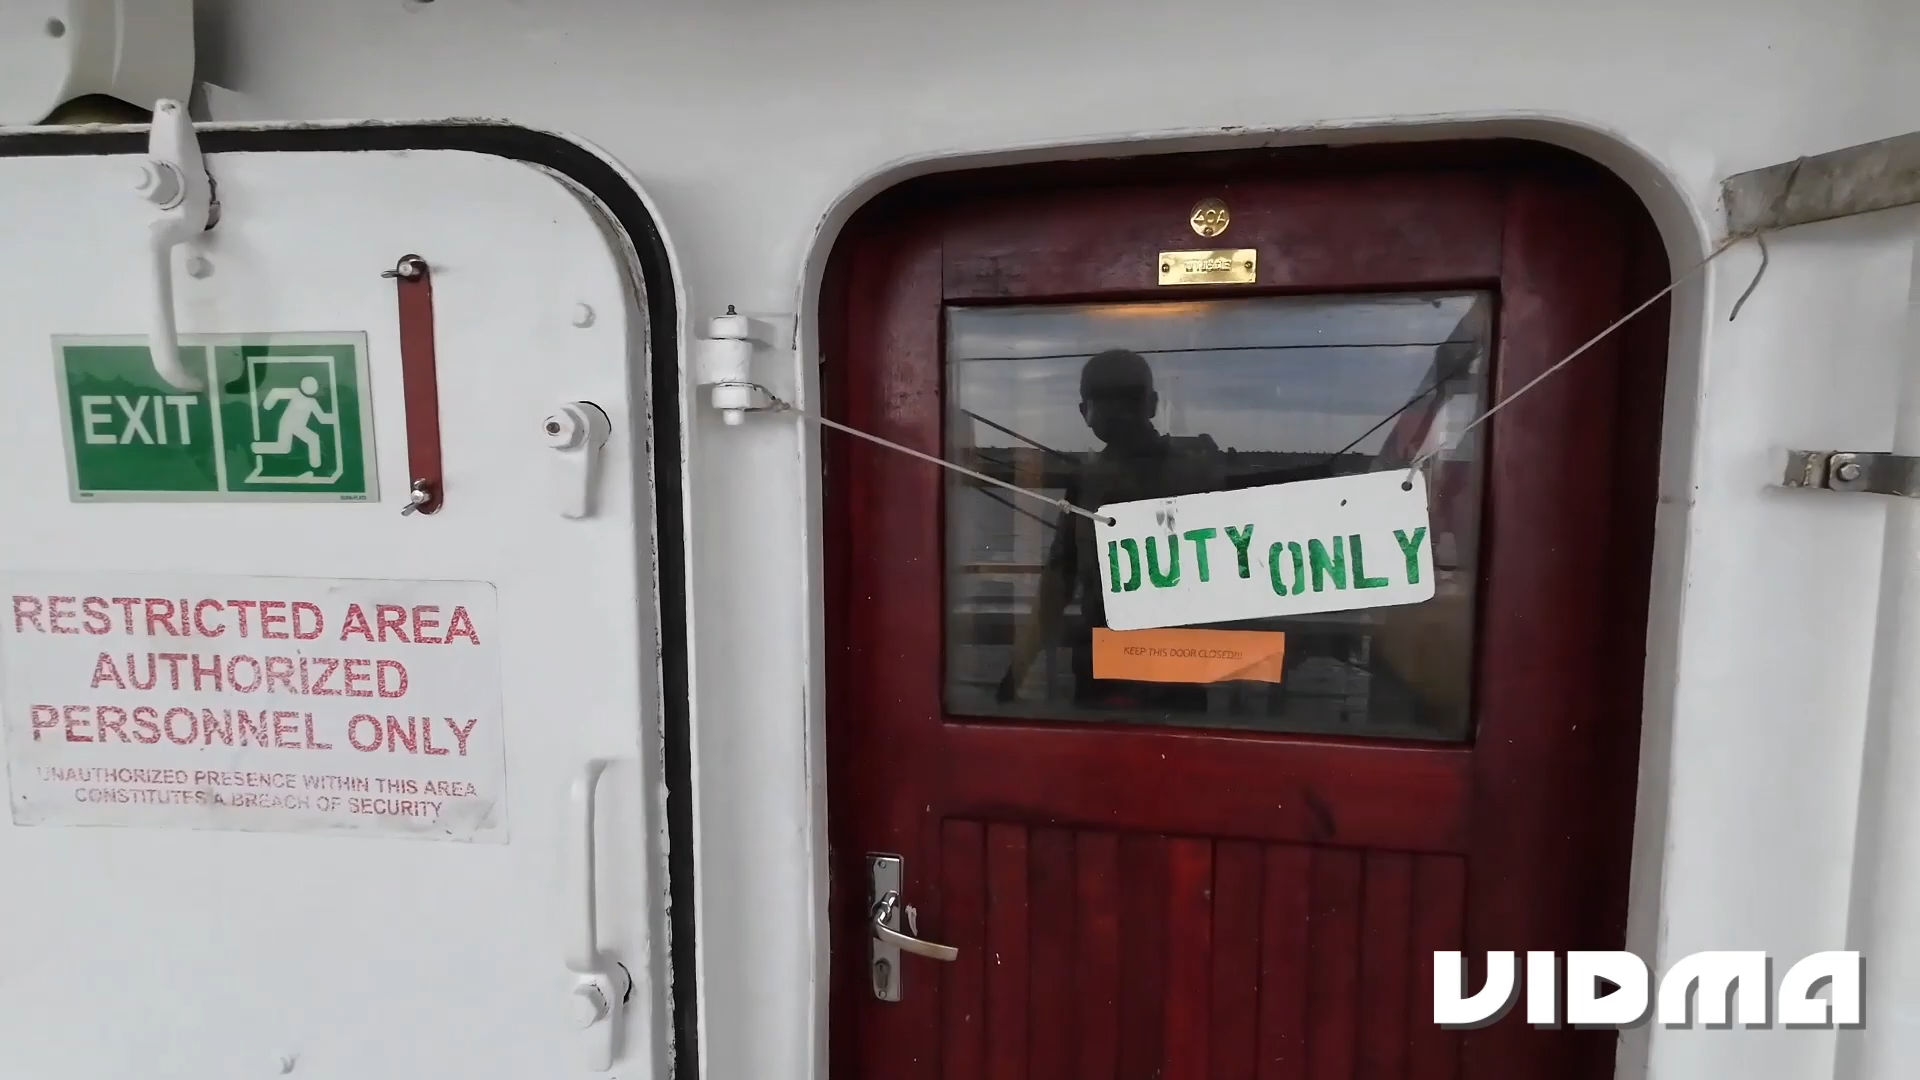 EXIT
RESTRICTED AREA
AUTHORIZED
PERSONNEL ONLY
UNAUTHORIZED PRESENCE WITHIN THIS AREA
CONSTITUTES A BREACH OF SECURITY
40A
DUTY ONLY
KEEP THIS DOOR CLOSED!!!
VIDMA